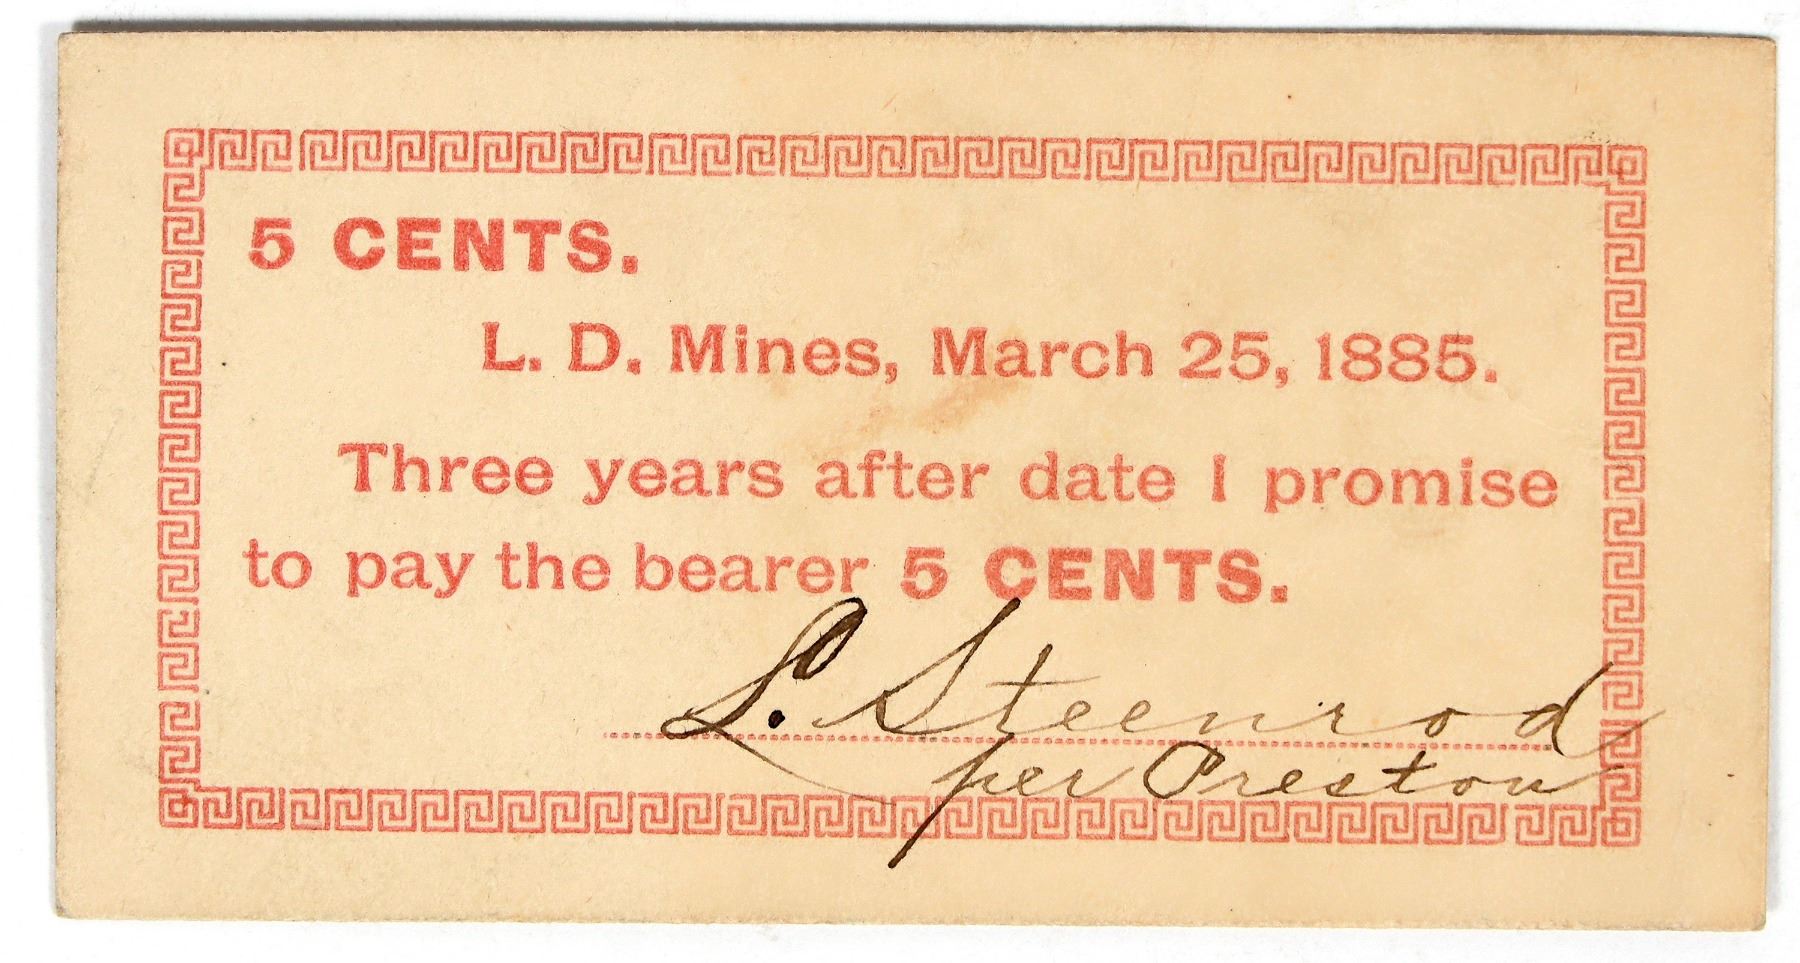 5 CENTS.
L. D. Mines, March 25, 1885.
Three years after date I promise
to pay the bearer 5 CENTS.
L. Steenrod
per Preston